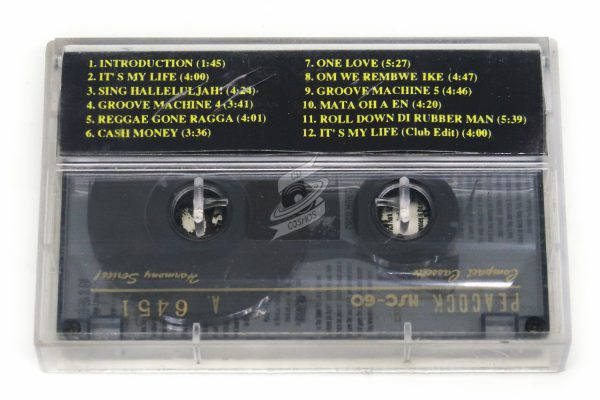 1. INTRODUCTION (1:45)
2. IT'S MY LIFE (4:00)
3. SING HALLELULJAH! (4:24)
4. GROOVE MACHINE 4 (3:41)
5. REGGAE GONE RAGGA (4:01)
6. CASH MONEY (3:36)
7. ONE LOVE (5:27)
8. OM WE REMBWE IKE (4:47)
9. GROOVE MACHINE 5 (4:46)
10. MATA OH A EN (4:20)
11. ROLL DOWN DI RUBBER MAN (5:39)
12. IT'S MY LIFE (Club Edit) (4:00)
CD
COSMOS
Compact Cassette
Harmony Series/
PEACOCK HSC-60
A 6451